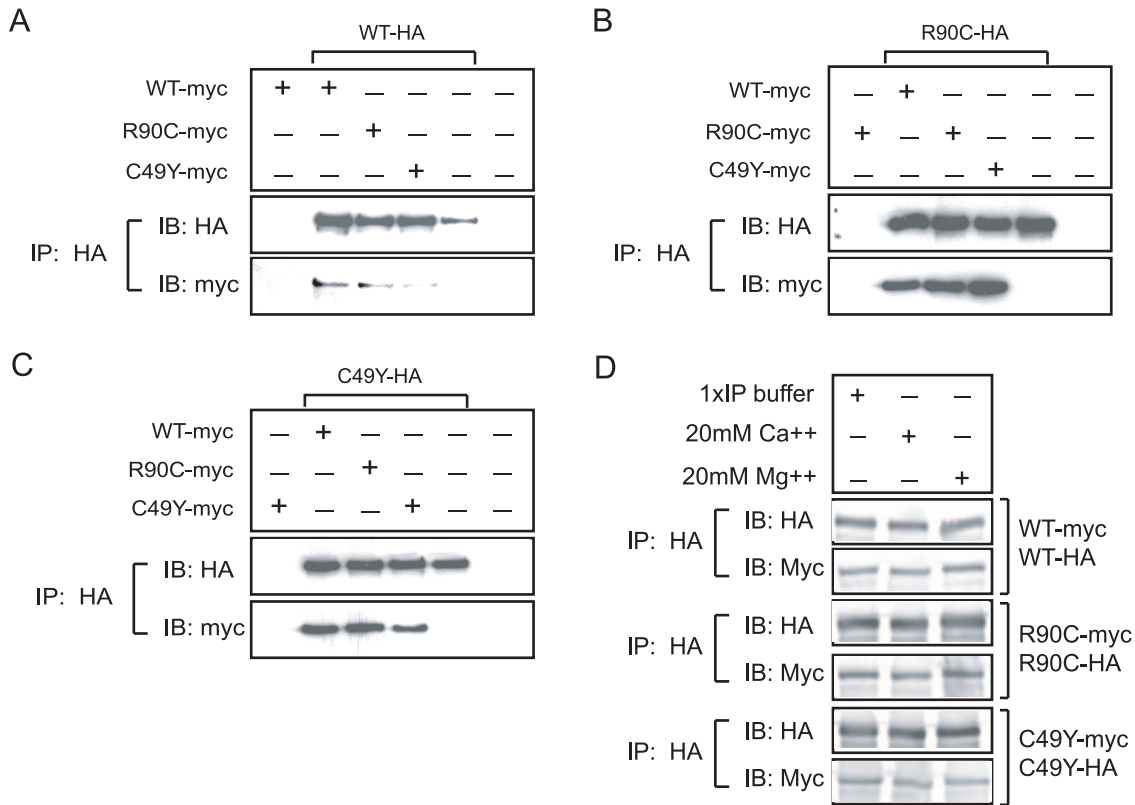 A
WT-HA
WT-myc + + — — — —
R90C-myc — — + — — —
C49Y-myc — — — + — —
IP: HA
IB: HA
IB: myc
B
R90C-HA
WT-myc — + — — — —
R90C-myc + — + — — —
C49Y-myc — — — + — —
IP: HA
IB: HA
IB: myc
C
C49Y-HA
WT-myc — + — — — —
R90C-myc — — + — — —
C49Y-myc + — — + — —
IP: HA
IB: HA
IB: myc
D
1xIP buffer + — —
20mM Ca++ — + —
20mM Mg++ — — +
IP: HA
IB: HA
IB: Myc
WT-myc
WT-HA
IP: HA
IB: HA
IB: Myc
R90C-myc
R90C-HA
IP: HA
IB: HA
IB: Myc
C49Y-myc
C49Y-HA